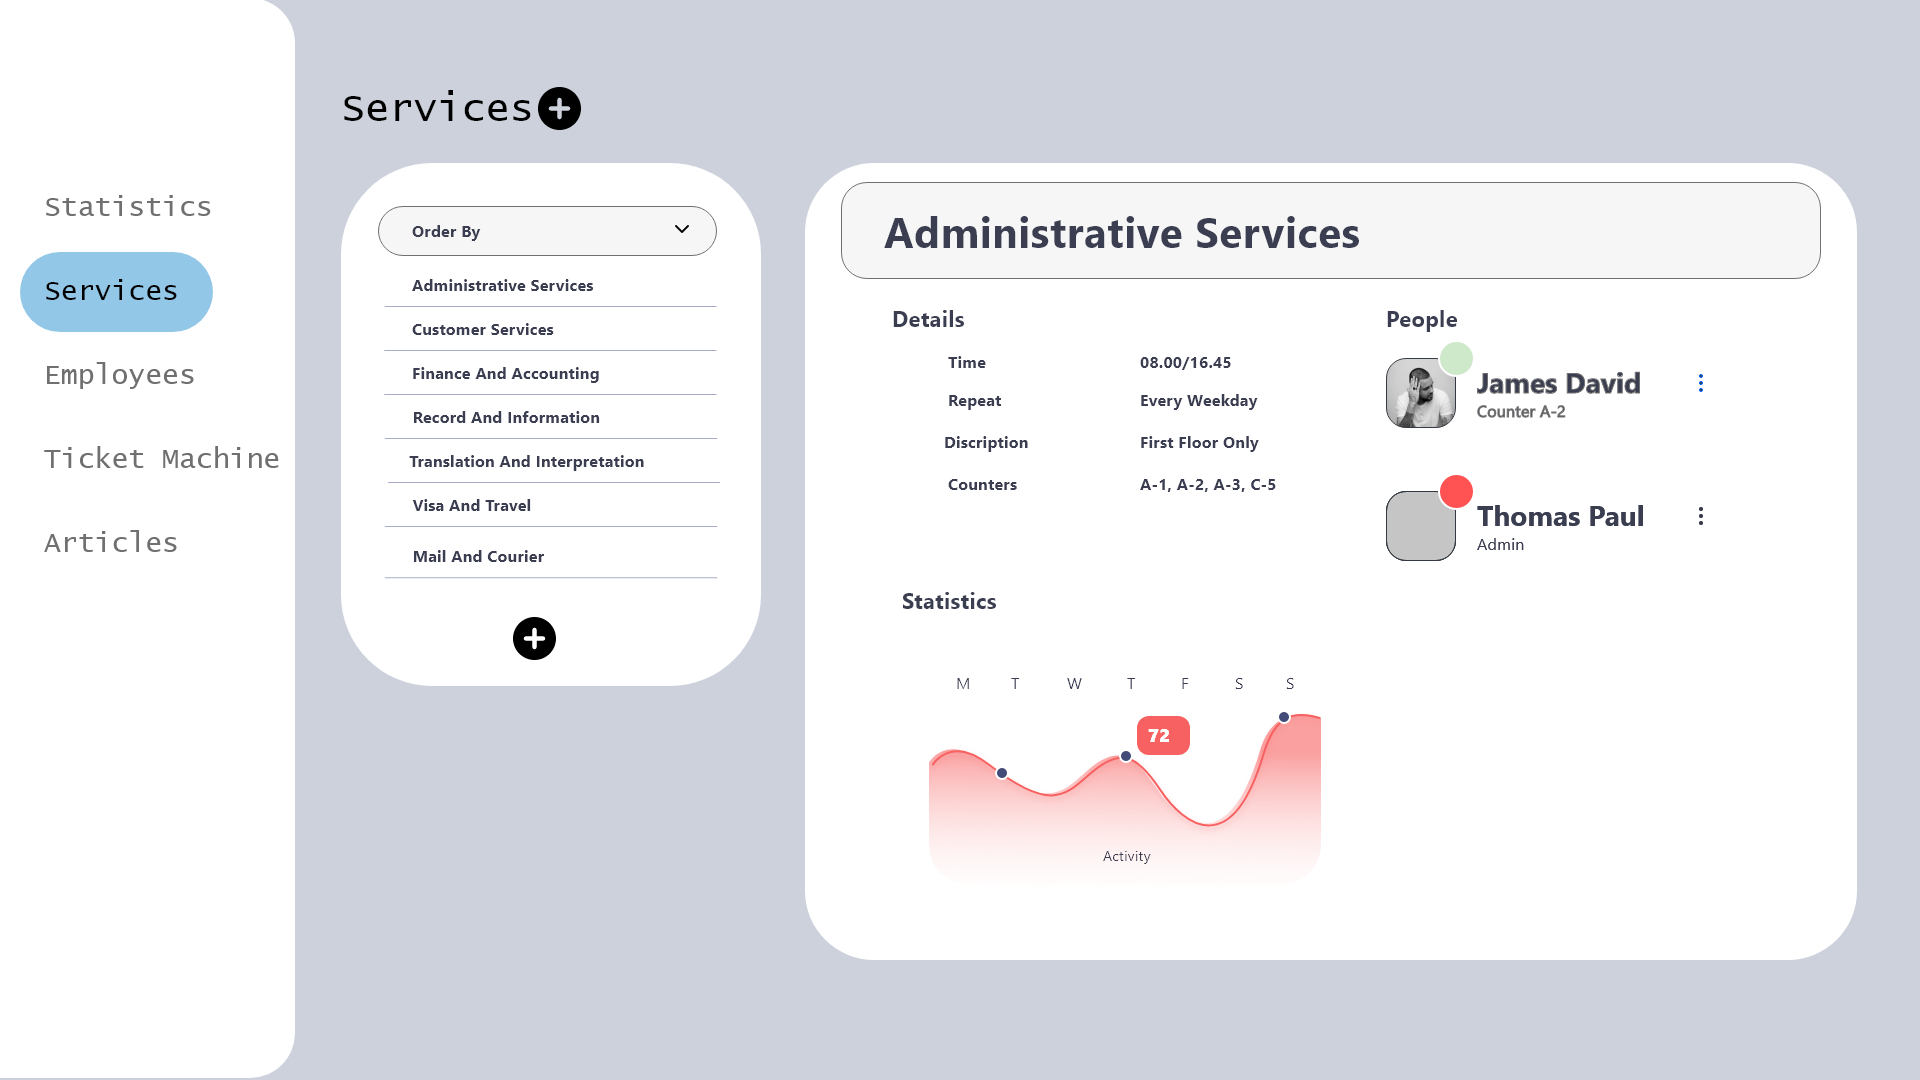 Statistics
Services
Employees
Ticket Machine
Articles
Services
Order By
Administrative Services
Customer Services
Finance And Accounting
Record And Information
Translation And Interpretation
Visa And Travel
Mail And Courier
Administrative Services
Details
Time 08.00/16.45
Repeat Every Weekday
Discription First Floor Only
Counters A-1, A-2, A-3, C-5
People
James David
Counter A-2
Thomas Paul
Admin
Statistics
M T W T F S S
72
Activity